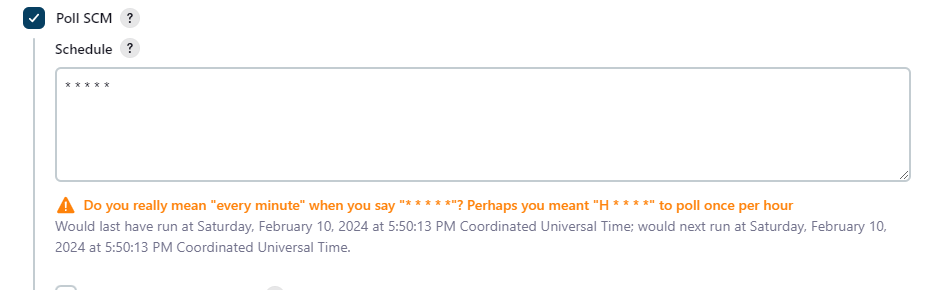 Poll SCM ?
Schedule ?
* * * * *
Do you really mean "every minute" when you say "* * * * *"? Perhaps you meant "H * * * *" to poll once per hour
Would last have run at Saturday, February 10, 2024 at 5:50:13 PM Coordinated Universal Time; would next run at Saturday, February 10,
2024 at 5:50:13 PM Coordinated Universal Time.